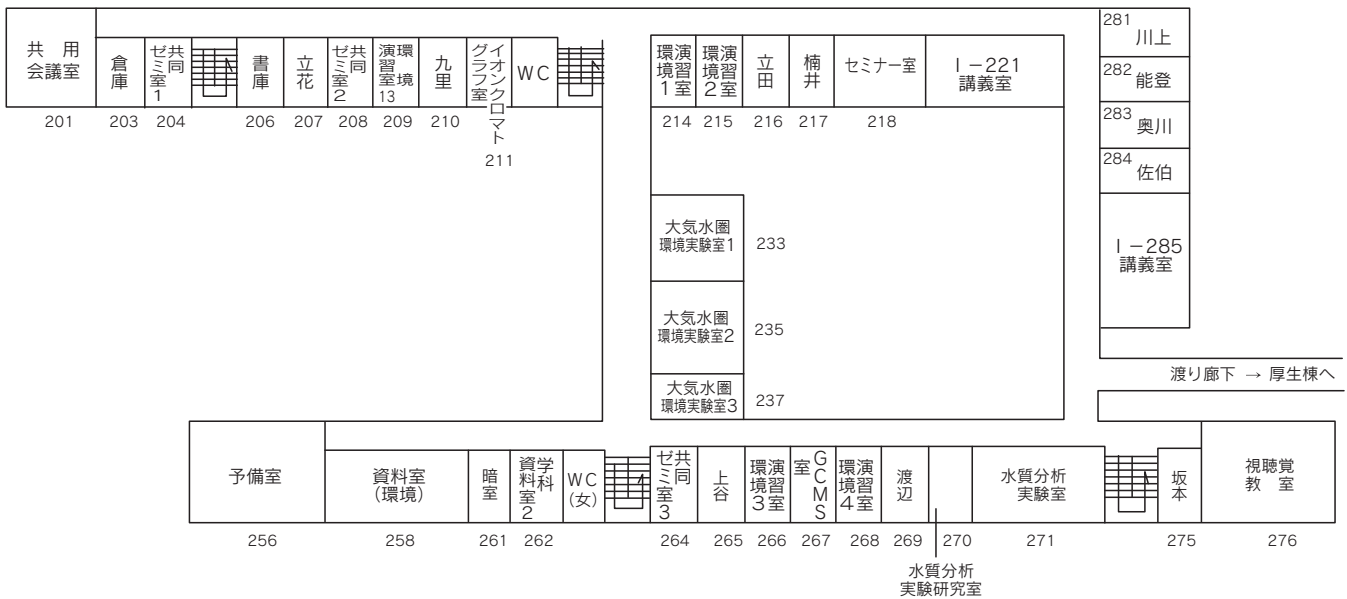 共　用
会議室
201
倉庫
203
共同
ゼミ室1
204
書庫
206
立花
207
共同
ゼミ室2
208
環境
演習室
13
209
九里
210
イオンクロマト
グラフ室
211
WC
演習室
環境1
214
演習室
環境2
215
立田
216
楠井
217
セミナー室
218
Ⅰ－221
講義室
281
川上
282
能登
283
奥川
284
佐伯
Ⅰ－285
講義室
大気水圏
環境実験室1
233
大気水圏
環境実験室2
235
大気水圏
環境実験室3
237
渡り廊下 → 厚生棟へ
予備室
256
資料室
(環境)
258
暗室
261
学科
資料室2
262
WC
(女)
共同
ゼミ室3
264
上谷
265
演習室
環境3
266
GCMS
室
267
演習室
環境4
268
渡辺
269
270
水質分析
実験研究室
水質分析
実験室
271
坂本
275
視聴覚
教　室
276